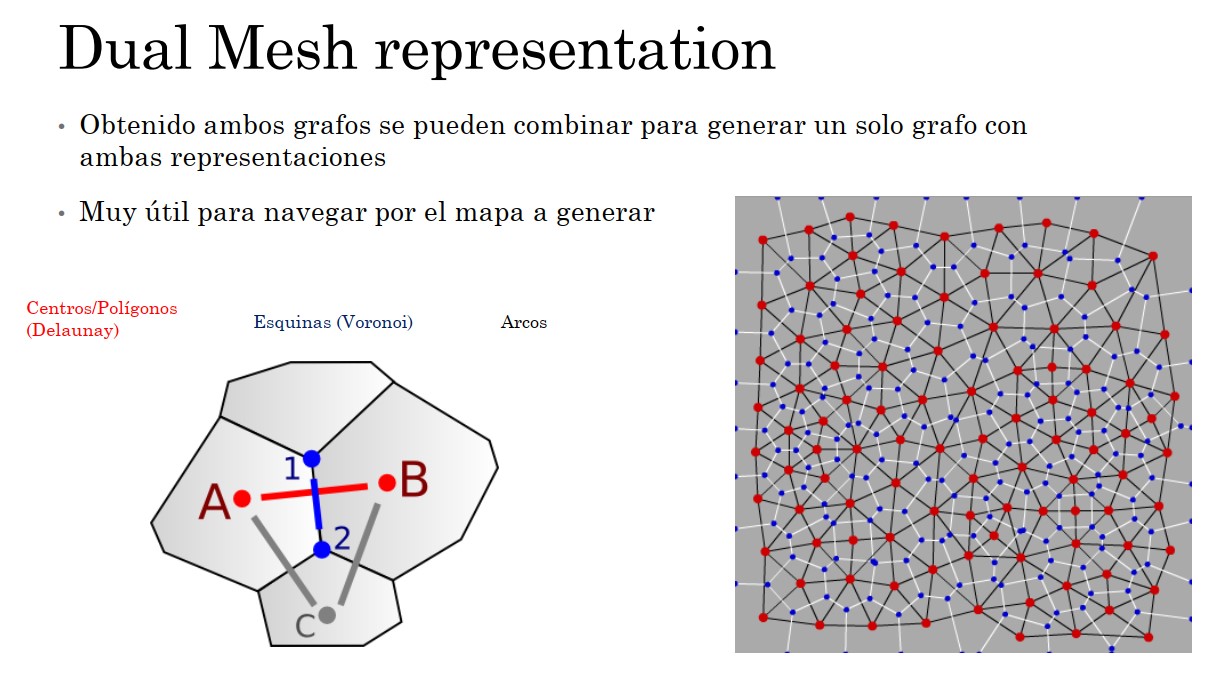 Dual Mesh representation
• Obtenido ambos grafos se pueden combinar para generar un solo grafo con
ambas representaciones
• Muy útil para navegar por el mapa a generar
Centros/Polígonos
(Delaunay)
Esquinas (Voronoi)
Arcos
1
A
B
2
C